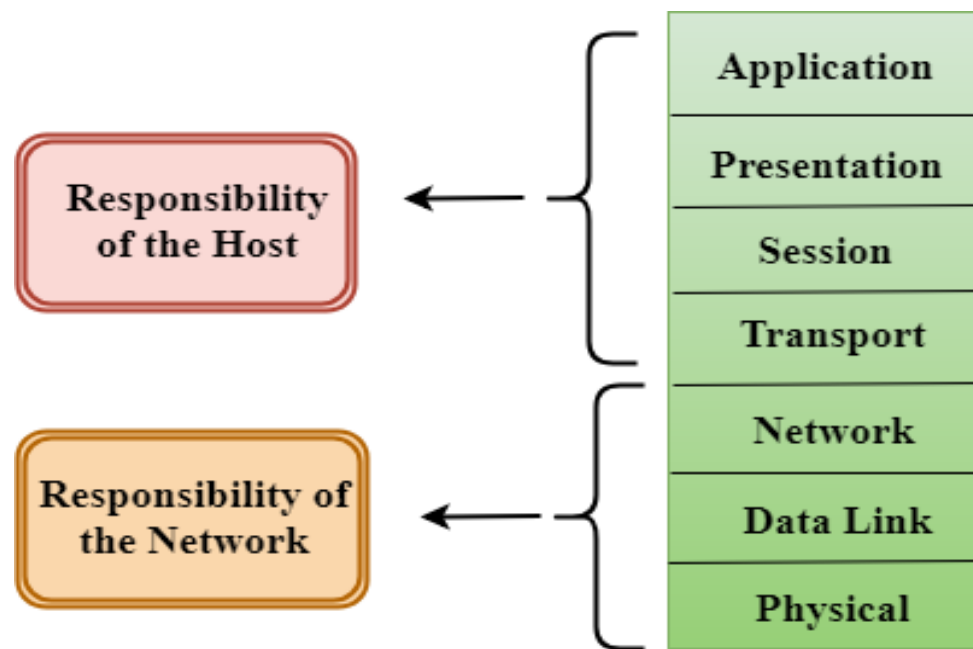 Application
Presentation
Session
Transport
Network
Data Link
Physical
Responsibility
of the Host
Responsibility of
the Network